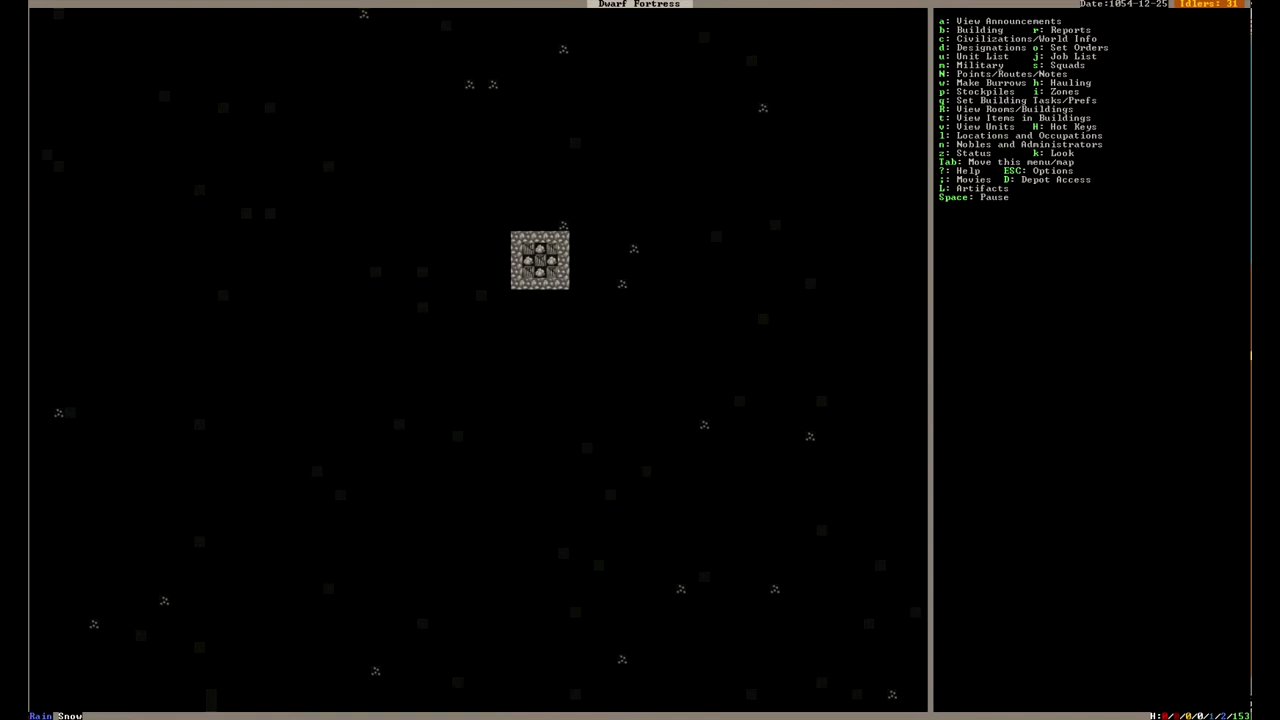 Dwarf Fortress
Date:1054-12-25
Idlers: 31
a: View Announcements
b: Building r: Reports
c: Civilizations/World Info
d: Designations o: Set Orders
u: Unit List j: Job List
m: Military s: Squads
N: Points/Routes/Notes
w: Make Burrows h: Hauling
p: Stockpiles i: Zones
q: Set Building Tasks/Prefs
R: View Rooms/Buildings
t: View Items in Buildings
v: View Units H: Hot Keys
l: Locations and Occupations
n: Nobles and Administrators
z: Status k: Look
Tab: Move this menu/map
?: Help ESC: Options
;: Movies D: Depot Access
L: Artifacts
Space: Pause
Rain Snow